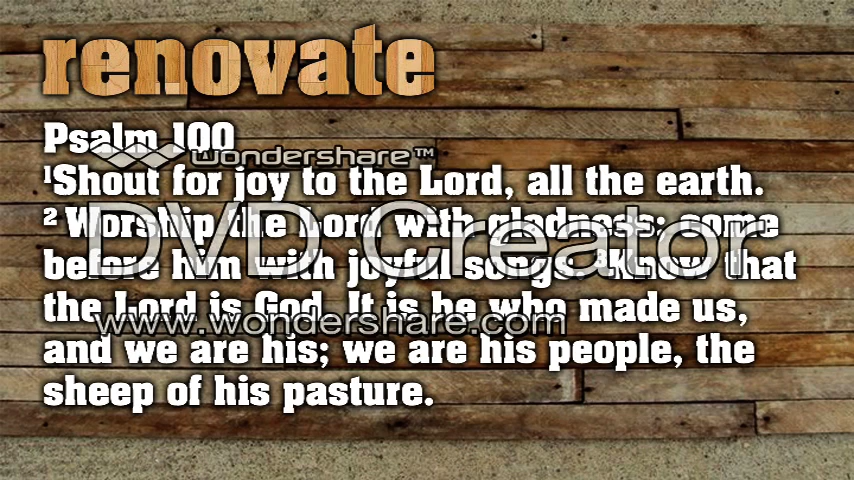 renovate
Psalm 100
wondershare™
¹Shout for joy to the Lord, all the earth.
² Worship the Lord with gladness; come
DVD Creator
before him with joyful songs. ³Know that
the Lord is God. It is he who made us,
www.wondershare.com
and we are his; we are his people, the
sheep of his pasture.